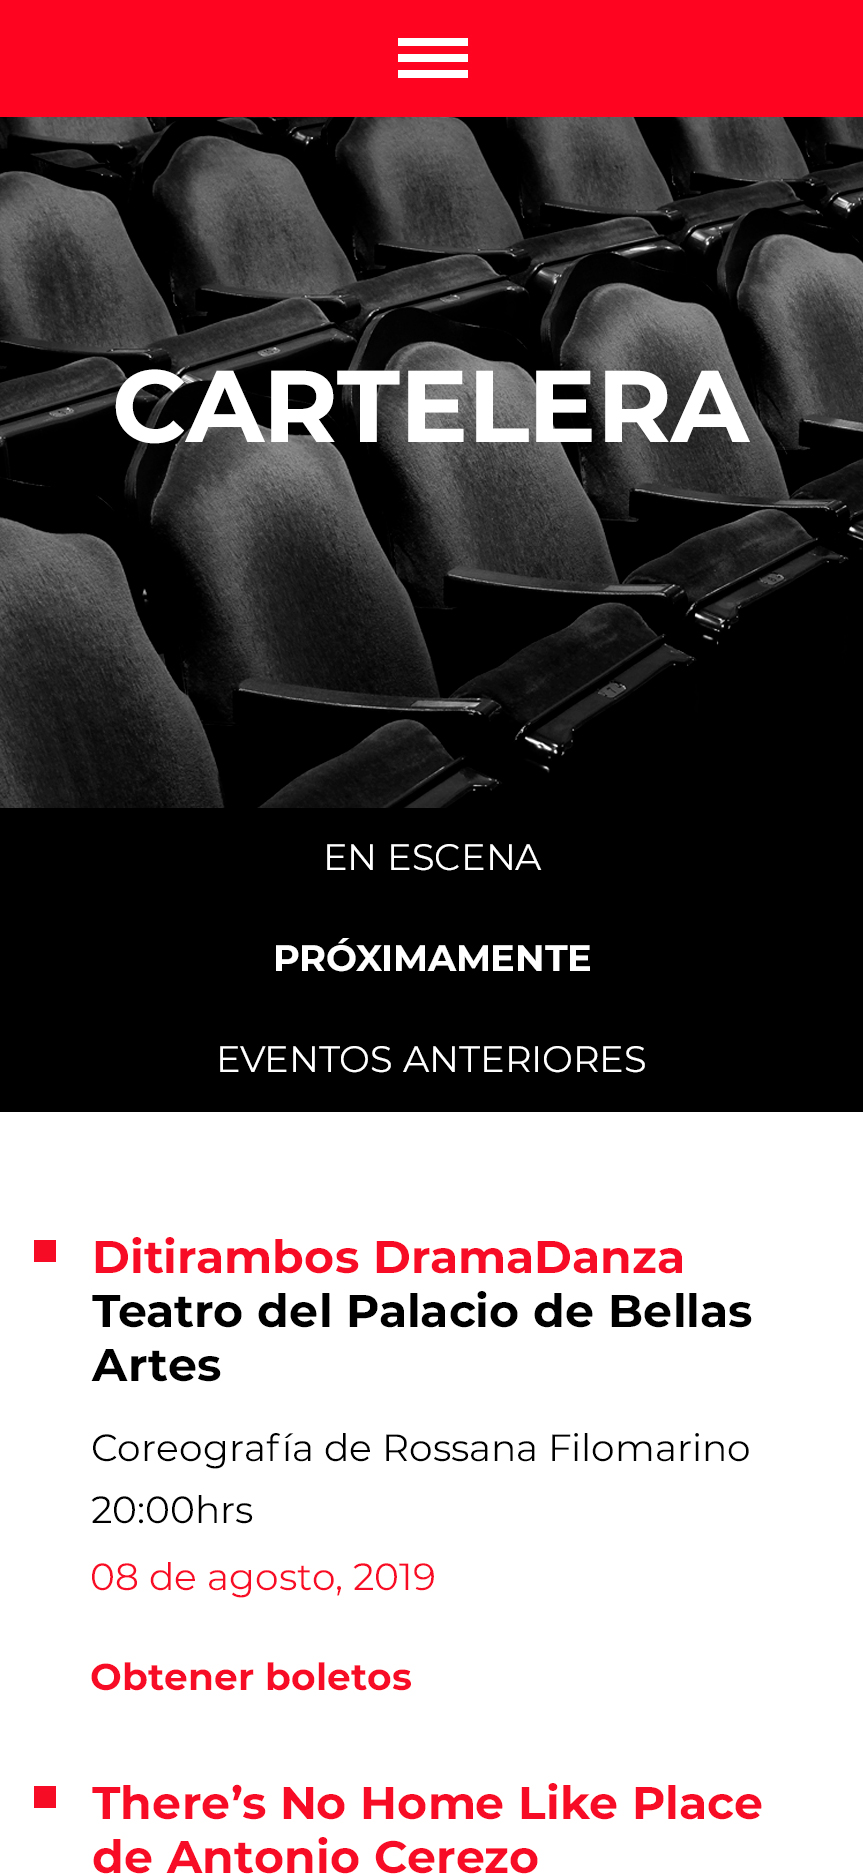 CARTELERA
EN ESCENA
PRÓXIMAMENTE
EVENTOS ANTERIORES
Ditirambos DramaDanza
Teatro del Palacio de Bellas
Artes
Coreografía de Rossana Filomarino
20:00hrs
08 de agosto, 2019
Obtener boletos
There’s No Home Like Place
de Antonio Cerezo